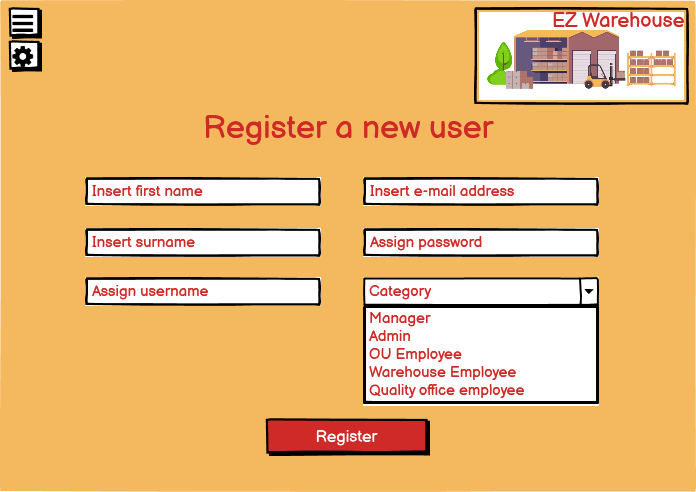 EZ Warehouse
Register a new user
Insert first name
Insert e-mail address
Insert surname
Assign password
Assign username
Category
Manager
Admin
OU Employee
Warehouse Employee
Quality office employee
Register